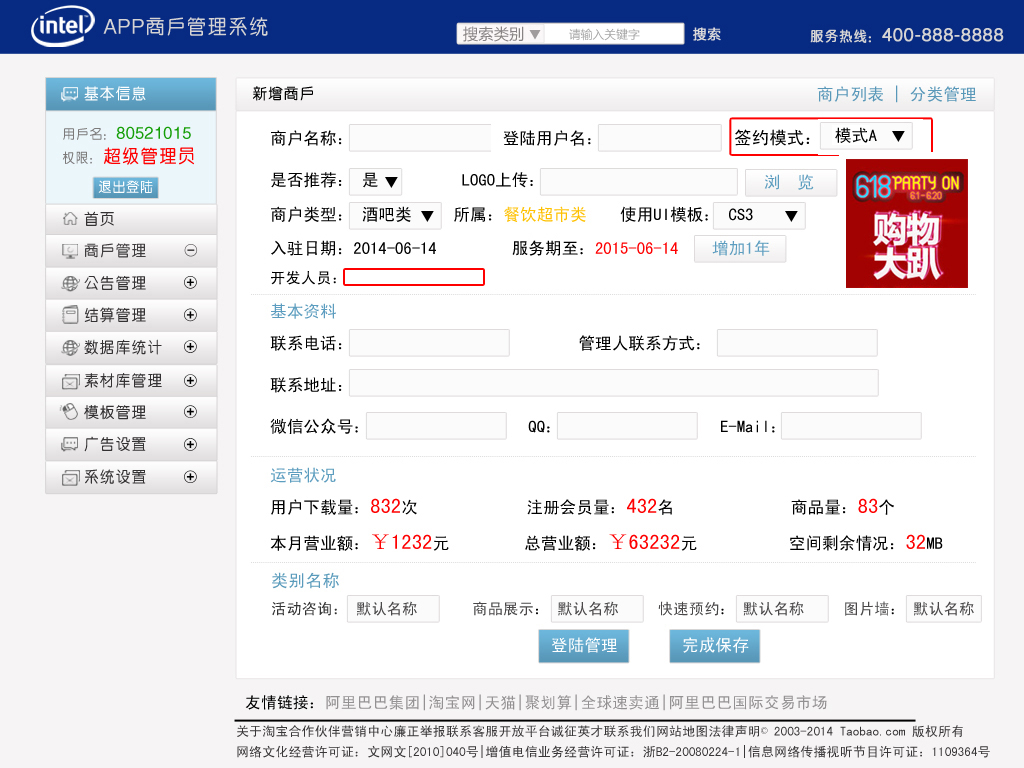 intel APP商戶管理系统
搜索类别▼ 请输入关键字 搜索
服务热线: 400-888-8888
基本信息
用戶名: 80521015
权限: 超级管理员
退出登陆
首页
商戶管理
公告管理
结算管理
数据库统计
素材库管理
模板管理
广告设置
系统设置
新增商戶
商户列表 | 分类管理
商户名称: 登陆用户名: 签约模式: 模式A ▼
是否推荐: 是▼ LOGO上传: 浏 览
618 PARTY ON
6.1-6.20
购物
大趴
商户类型: 酒吧类▼ 所属: 餐饮超市类 使用UI模板: CS3 ▼
入驻日期: 2014-06-14 服务期至: 2015-06-14 增加1年
开发人员:
基本资料
联系电话: 管理人联系方式:
联系地址:
微信公众号: QQ: E-Mail:
运营状况
用户下载量: 832次 注册会员量: 432名 商品量: 83个
本月营业额: ￥1232元 总营业额: ￥63232元 空间剩余情况: 32MB
类别名称
活动咨询: 默认名称 商品展示: 默认名称 快速预约: 默认名称 图片墙: 默认名称
登陆管理 完成保存
友情链接: 阿里巴巴集团|淘宝网|天猫|聚划算|全球速卖通|阿里巴巴国际交易市场
关于淘宝合作伙伴营销中心廉正举报联系客服开放平台诚征英才联系我们网站地图法律声明© 2003-2014 Taobao.com 版权所有
网络文化经营许可证: 文网文[2010]040号|增值电信业务经营许可证: 浙B2-20080224-1|信息网络传播视听节目许可证: 1109364号